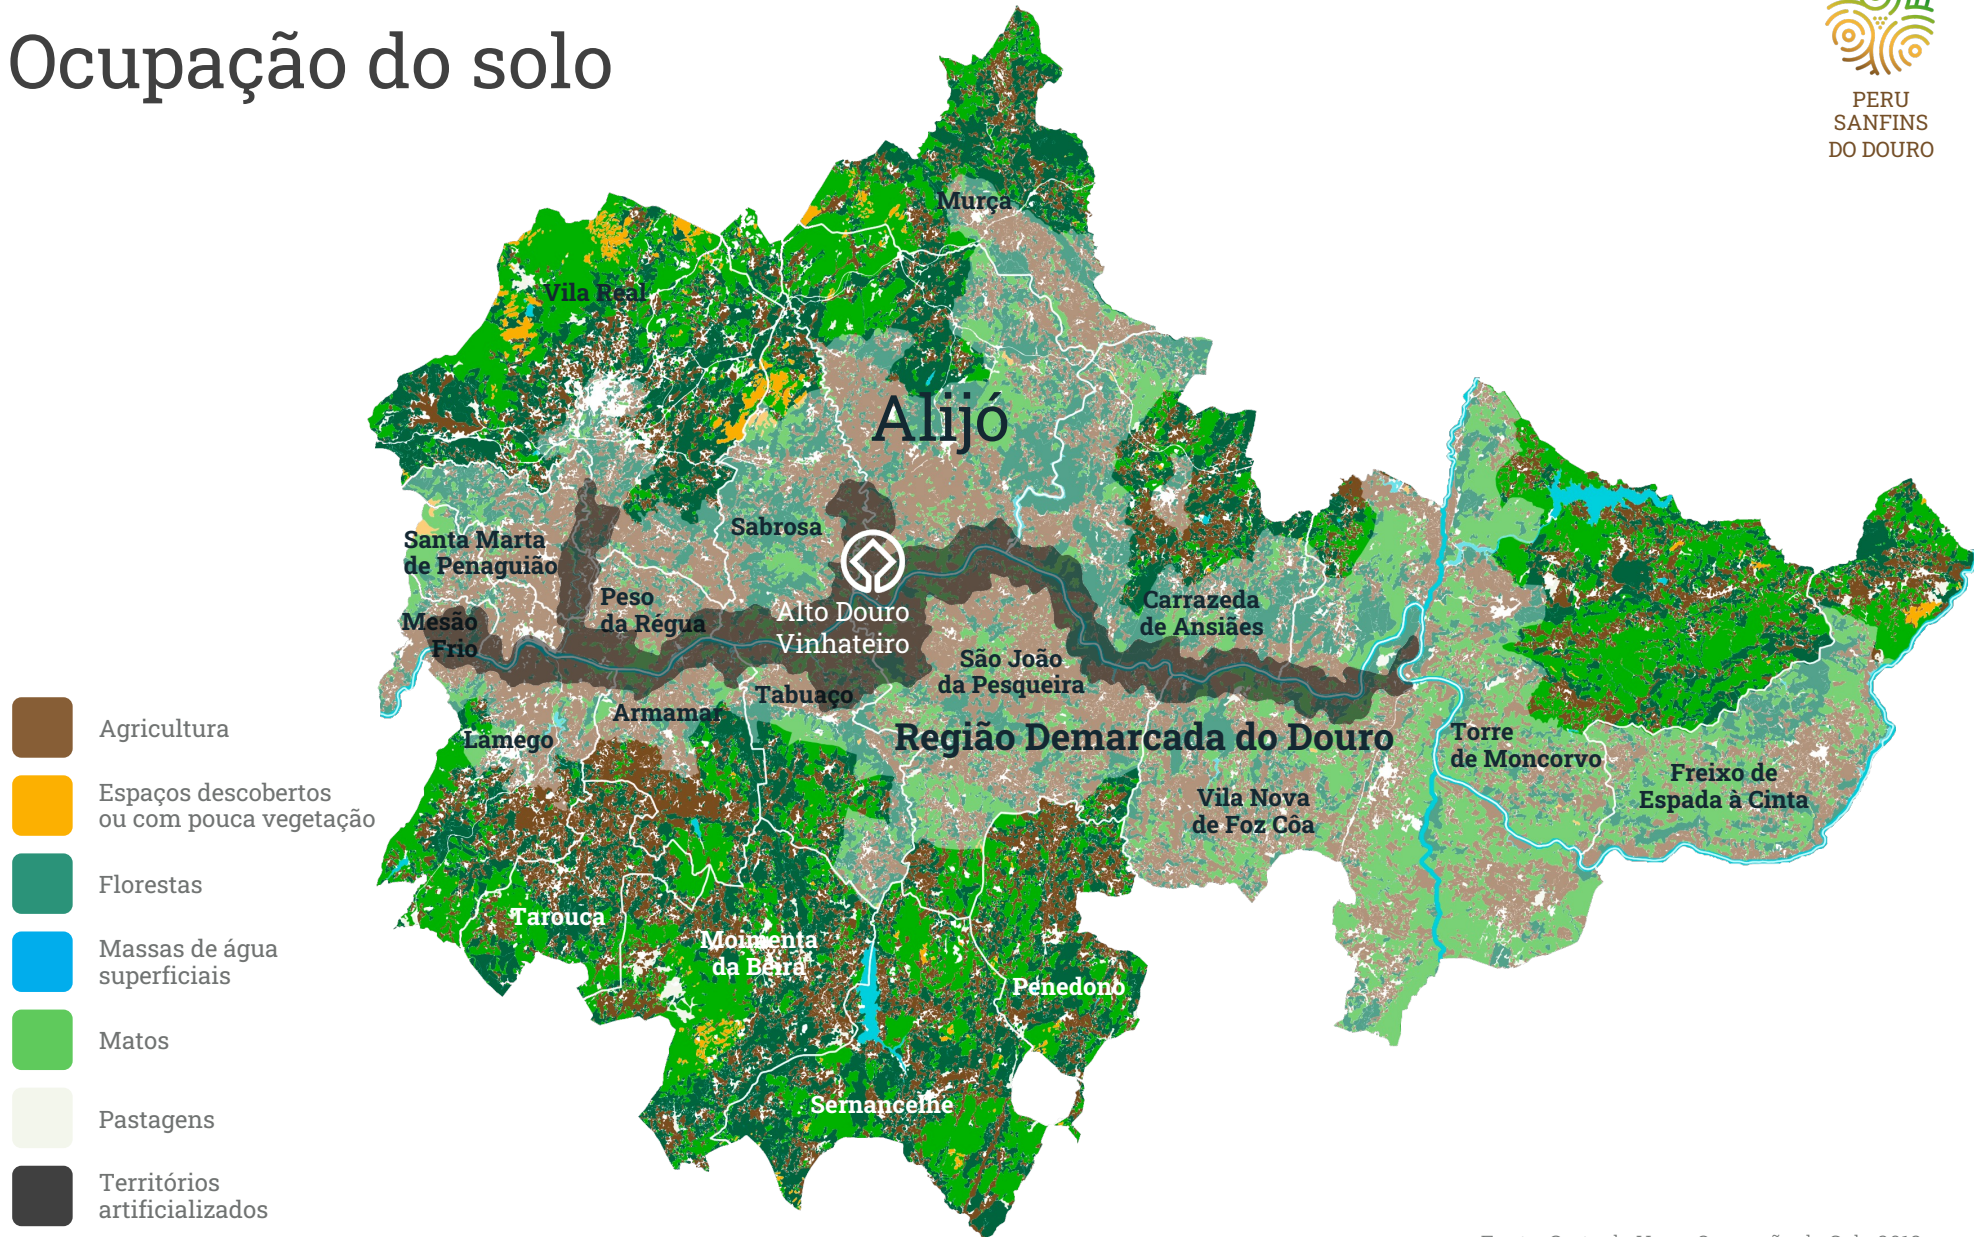 Ocupação do solo
PERU
SANFINS
DO DOURO
Murça
Vila Real
Alijó
Sabrosa
Santa Marta
de Penaguião
Peso
da Régua
Mesão
Frio
Alto Douro
Vinhateiro
Carrazeda
de Ansiães
São João
da Pesqueira
Tabuaço
Armamar
Lamego
Região Demarcada do Douro
Torre
de Moncorvo
Freixo de
Espada à Cinta
Vila Nova
de Foz Côa
Tarouca
Moimenta
da Beira
Penedono
Sernancelhe
Agricultura
Espaços descobertos
ou com pouca vegetação
Florestas
Massas de água
superficiais
Matos
Pastagens
Territórios
artificializados